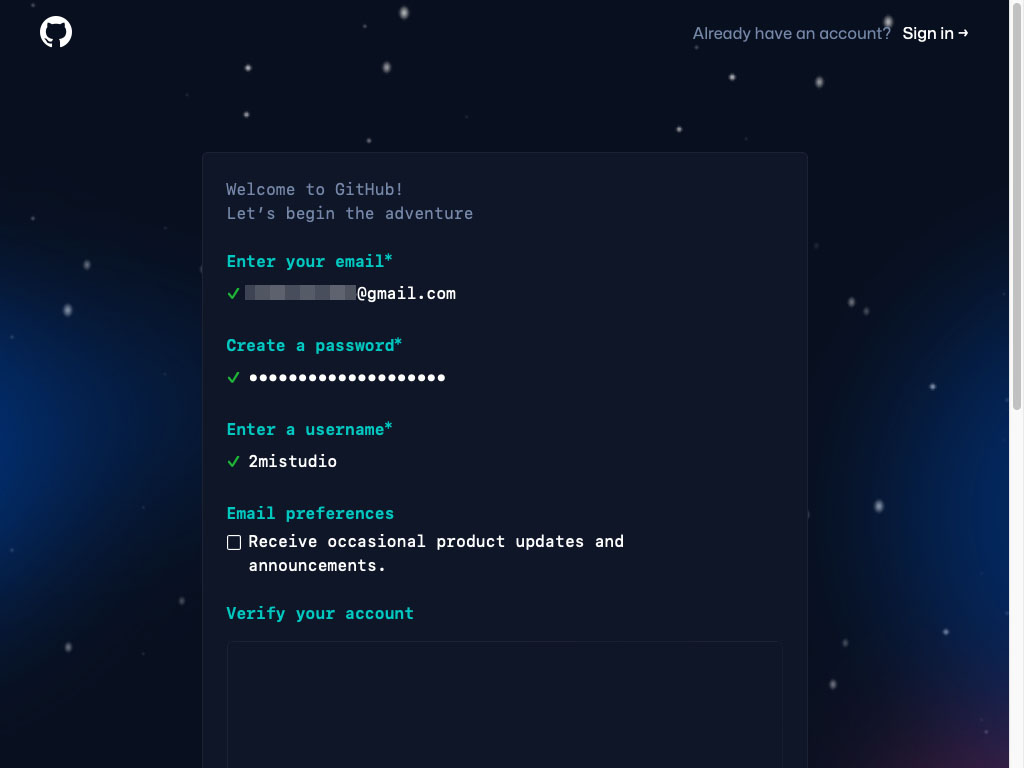 Already have an account? Sign in →
Welcome to GitHub!
Let’s begin the adventure
Enter your email*
@gmail.com
Create a password*
Enter a username*
2mistudio
Email preferences
Receive occasional product updates and
announcements.
Verify your account